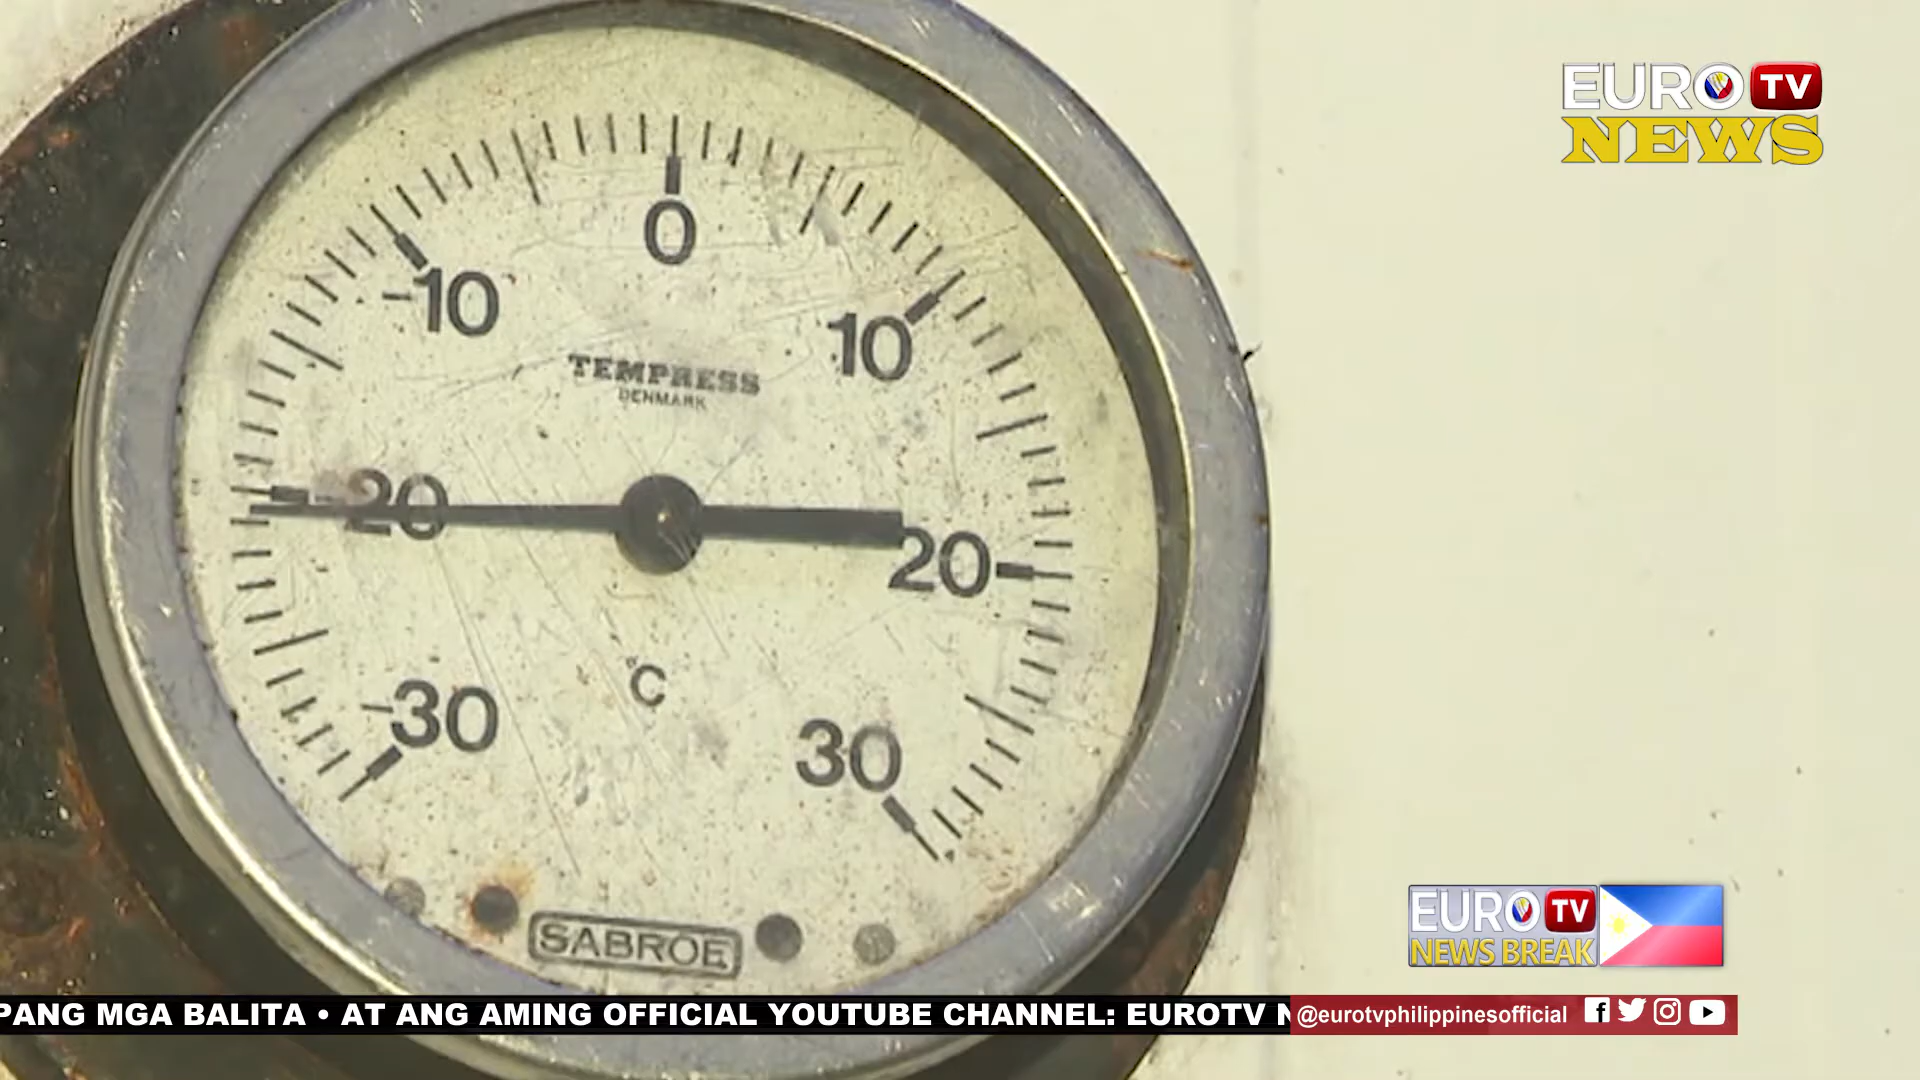 EURO TV
NEWS
0
-10
10
TEMPRESS
DENMARK
-20
20
°C
-30
30
SABROE
EURO TV
NEWS BREAK
PANG MGA BALITA • AT ANG AMING OFFICIAL YOUTUBE CHANNEL: EUROTV N
@eurotvphilippinesofficial